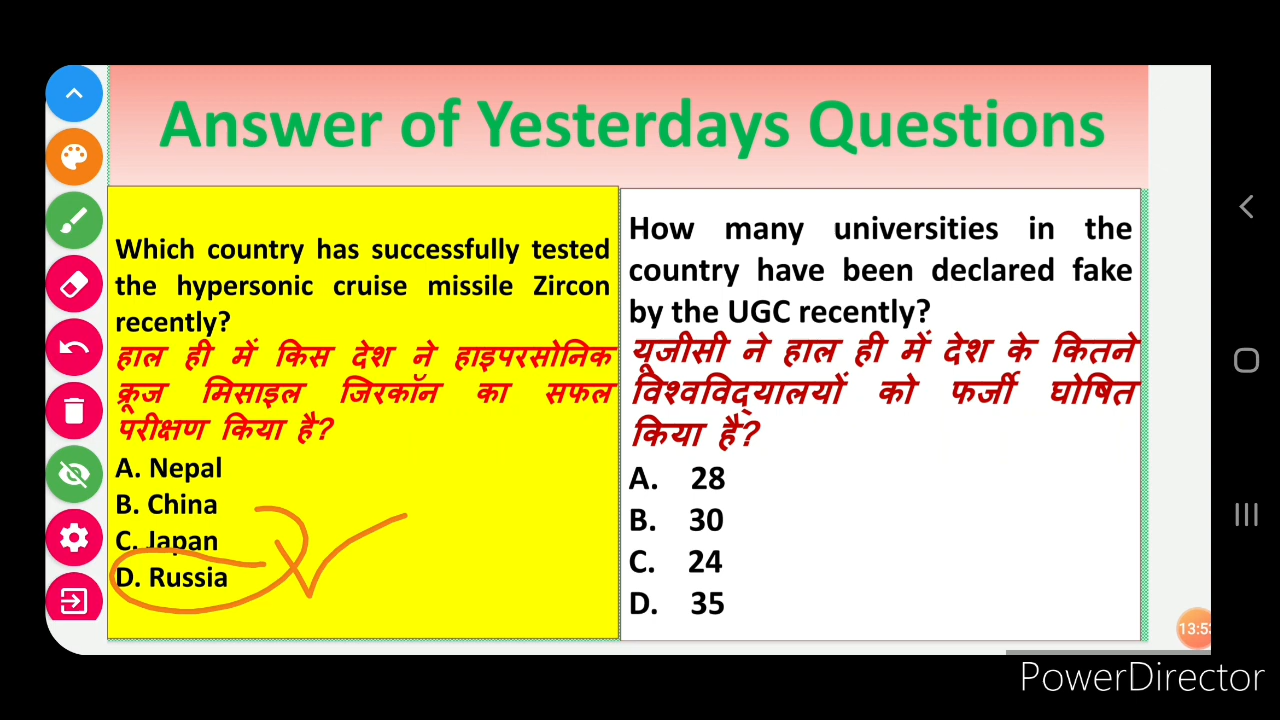 Answer of Yesterdays Questions
Which country has successfully tested
the hypersonic cruise missile Zircon
recently?
हाल ही में किस देश ने हाइपरसोनिक
क्रूज मिसाइल जिरकॉन का सफल
परीक्षण किया है?
A. Nepal
B. China
C. Japan
D. Russia
How many universities in the
country have been declared fake
by the UGC recently?
यूजीसी ने हाल ही में देश के कितने
विश्वविद्यालयों को फर्जी घोषित
किया है?
A. 28
B. 30
C. 24
D. 35
13:53
PowerDirector